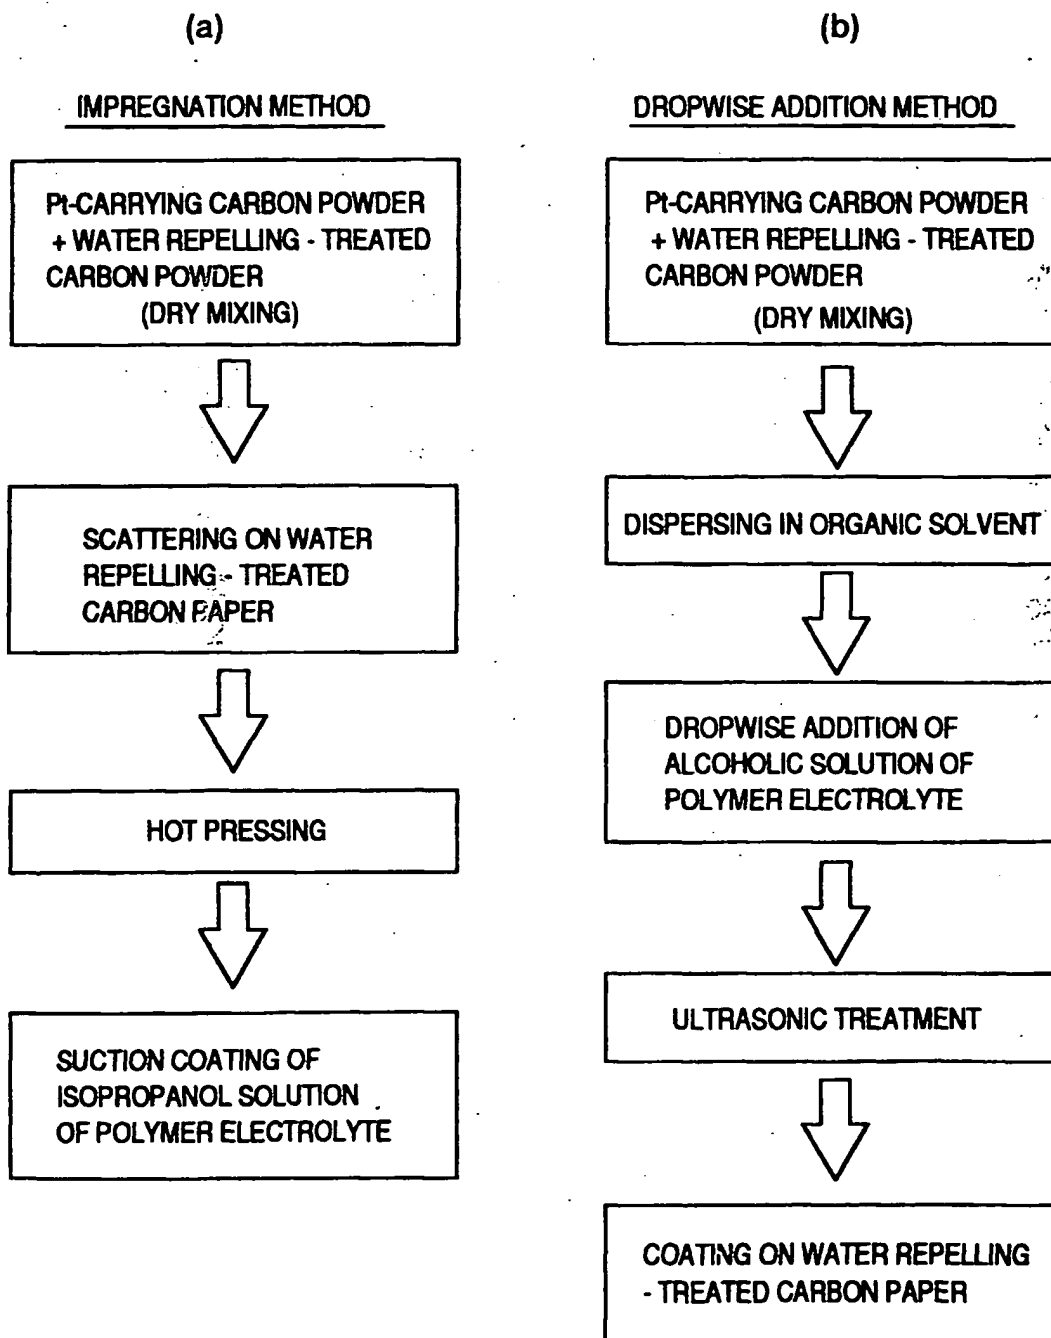 (a)
IMPREGNATION METHOD
Pt-CARRYING CARBON POWDER
+ WATER REPELLING - TREATED
CARBON POWDER
(DRY MIXING)
SCATTERING ON WATER
REPELLING - TREATED
CARBON PAPER
HOT PRESSING
SUCTION COATING OF
ISOPROPANOL SOLUTION
OF POLYMER ELECTROLYTE
(b)
DROPWISE ADDITION METHOD
Pt-CARRYING CARBON POWDER
+ WATER REPELLING - TREATED
CARBON POWDER
(DRY MIXING)
DISPERSING IN ORGANIC SOLVENT
DROPWISE ADDITION OF
ALCOHOLIC SOLUTION OF
POLYMER ELECTROLYTE
ULTRASONIC TREATMENT
COATING ON WATER REPELLING
- TREATED CARBON PAPER